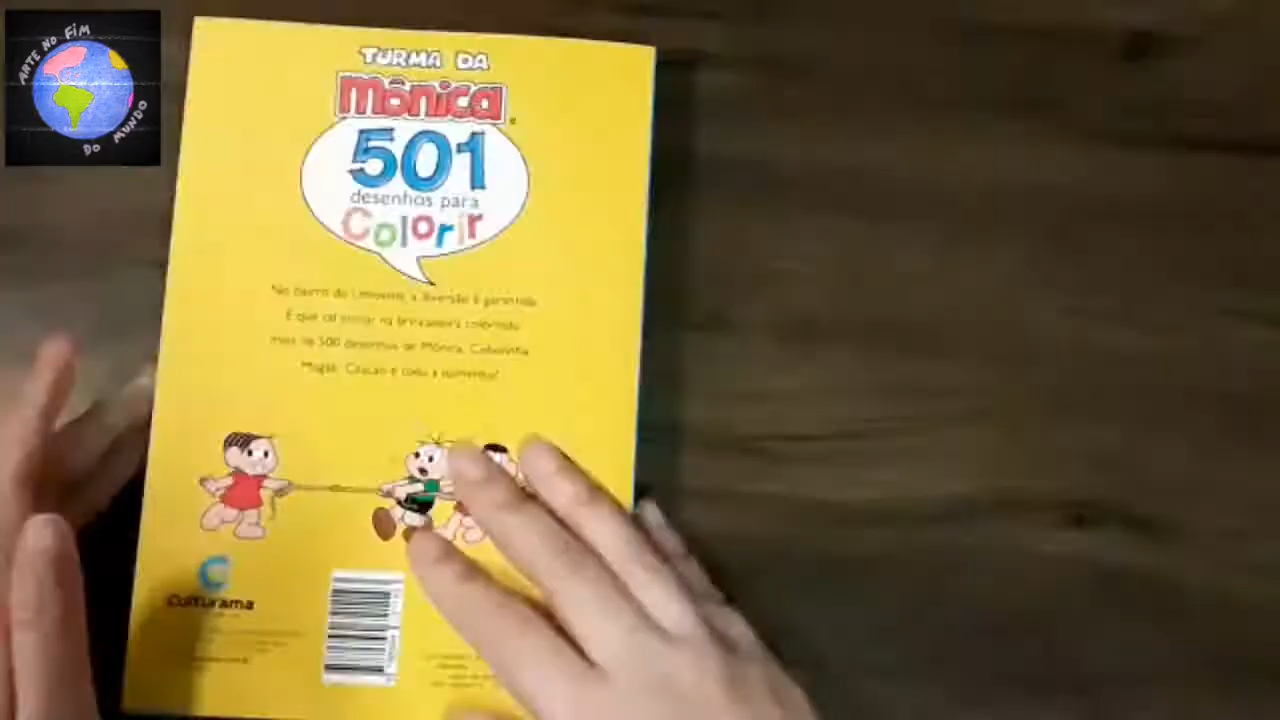 ARTE NO FIM
DO MUNDO
TURMA DA
Mônica
501
desenhos para
Colorir
No bairro do Limoeiro, a diversão é garantida.
É que só entrar na brincadeira colorindo
mais de 500 desenhos de Mônica, Cebolinha,
Magali, Cascão e toda a turminha!
Culturama